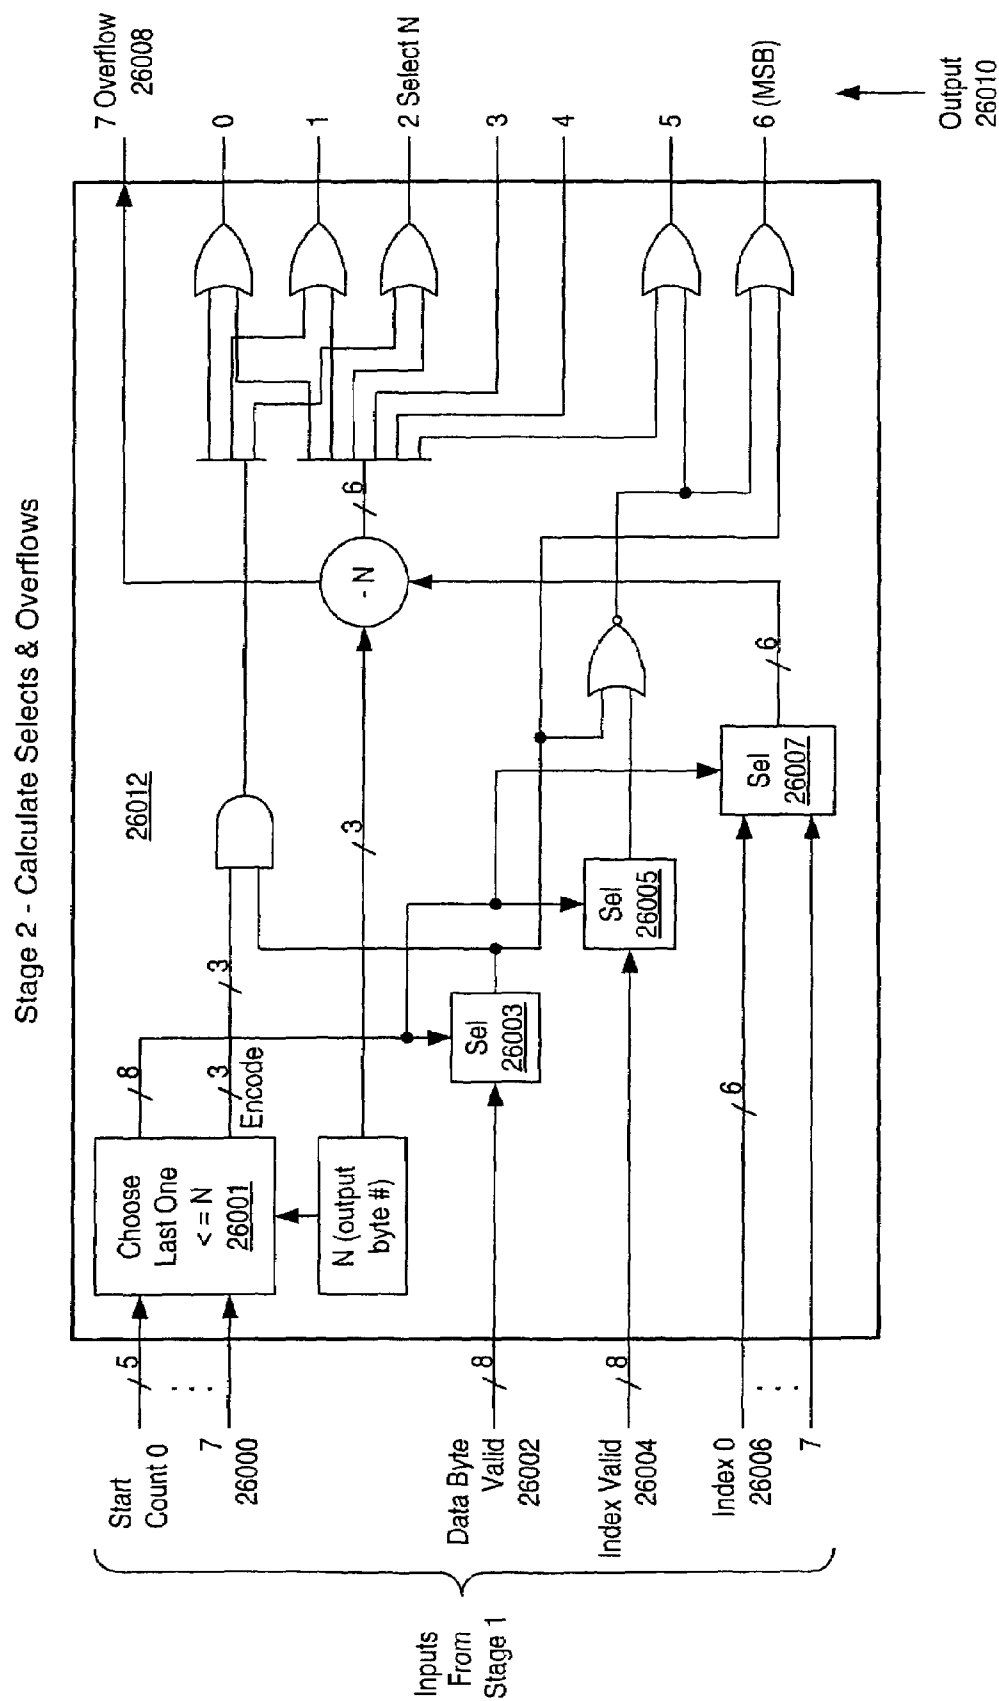 Stage 2 - Calculate Selects & Overflows
Inputs
From
Stage 1
Start
Count 0
5
. . .
7
26000
Data Byte
Valid
26002
8
Index Valid
26004
8
Index 0
26006
6
. . .
7
Choose
Last One
< = N
26001
N (output
byte #)
8
3
Encode
3
Sel
26003
Sel
26005
Sel
26007
26012
3
6
- N
6
7 Overflow
26008
0
1
2 Select N
3
4
5
6 (MSB)
Output
26010